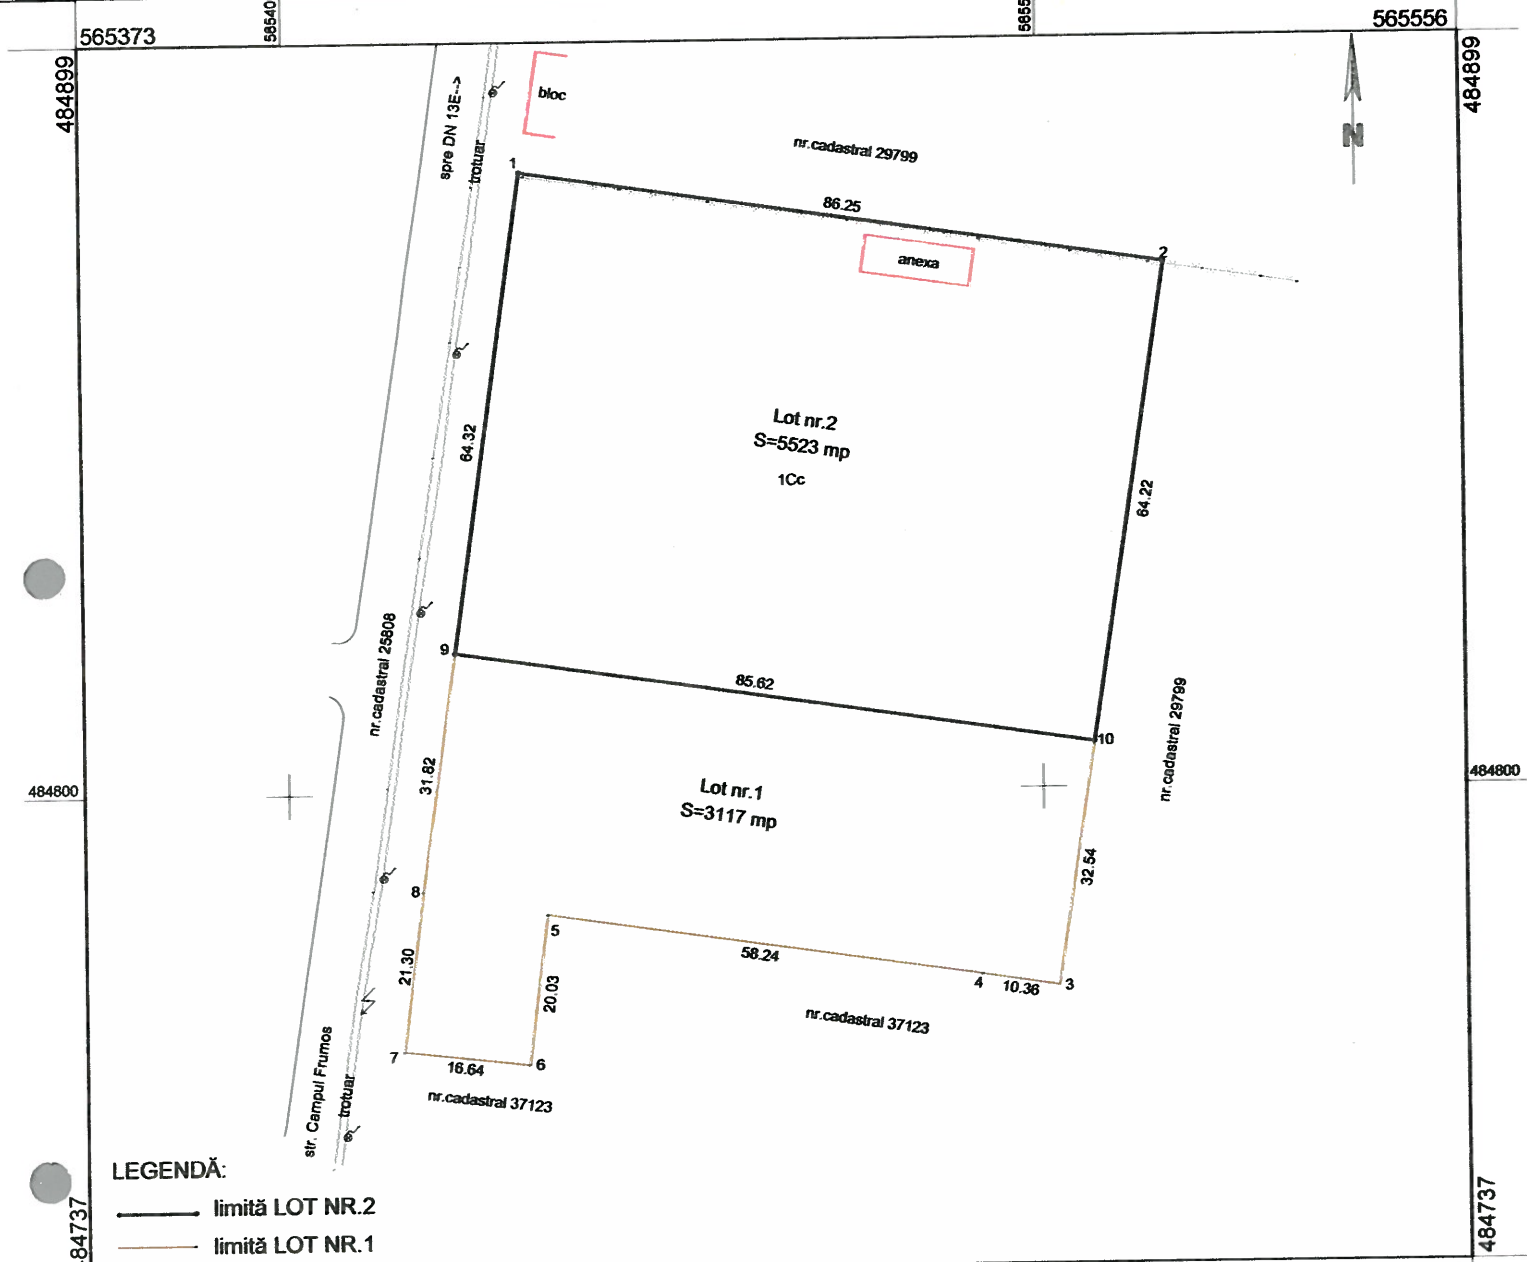 565373
56540
5655
565556
484899
484899
N
spre DN 13E-->
trotuar
bloc
nr.cadastral 29799
1
86.25
2
anexa
64.32
Lot nr.2
S=5523 mp
1Cc
64.22
nr.cadastral 25808
9
85.62
10
nr.cadastral 29799
484800
484800
31.82
Lot nr.1
S=3117 mp
32.54
8
5
58.24
4
10.36
3
21.30
20.03
nr.cadastral 37123
7
16.64
6
nr.cadastral 37123
str. Campul Frumos
trotuar
LEGENDĂ:
limită LOT NR.2
limită LOT NR.1
84737
484737